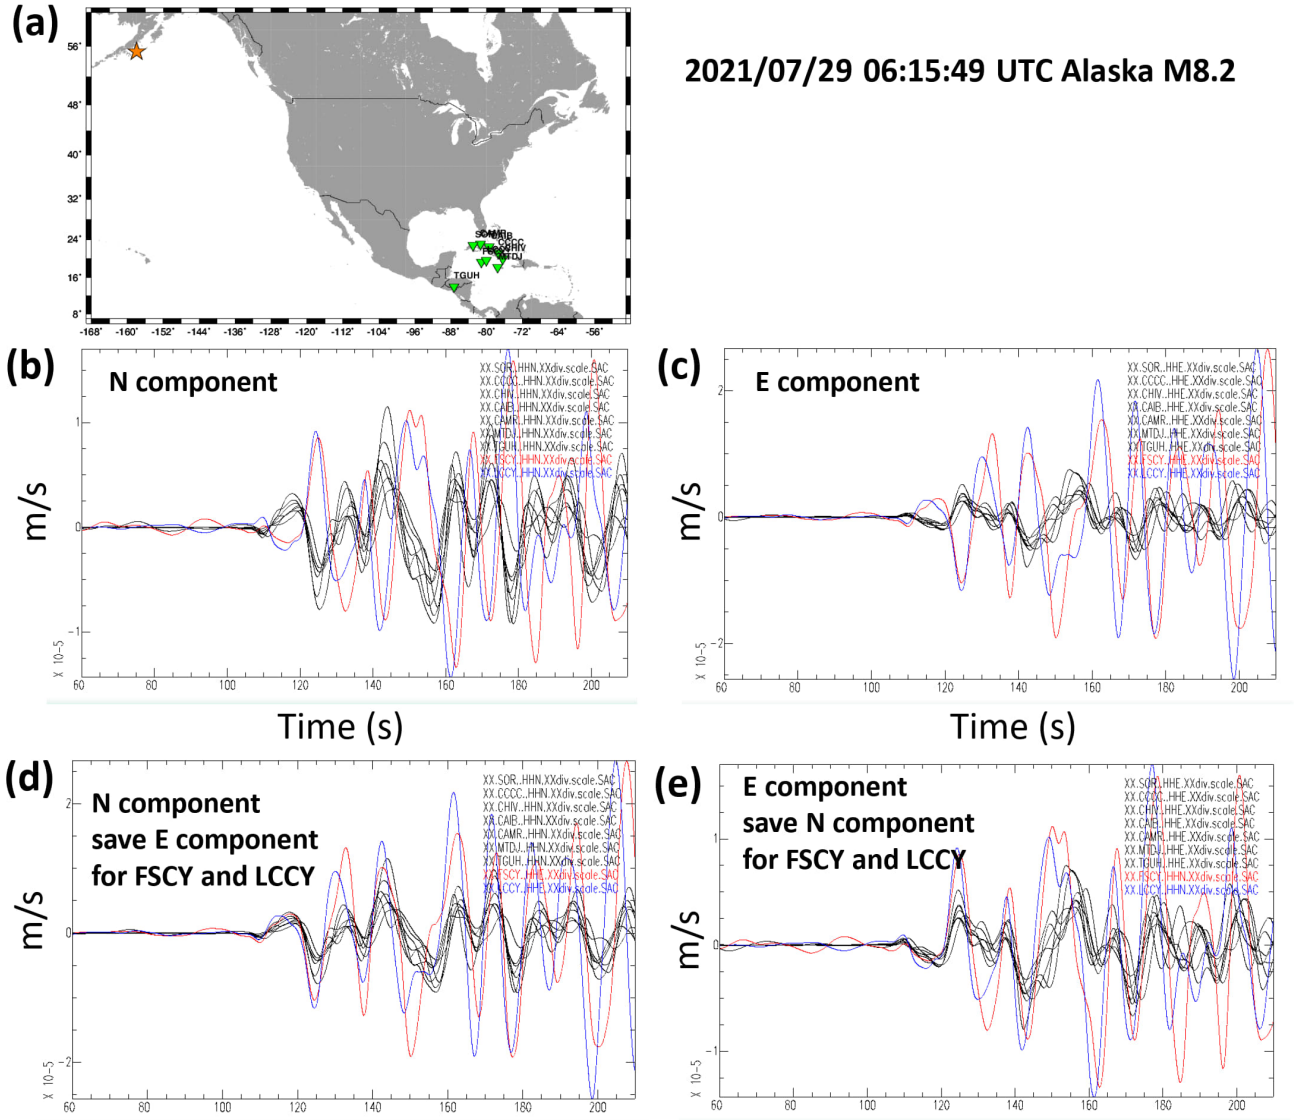 (a)
2021/07/29 06:15:49 UTC Alaska M8.2
56°
48°
40°
32°
24°
16°
8°
CCCC
MTDJ
TGUH
-168° -160° -152° -144° -136° -128° -120° -112° -104° -96° -88° -80° -72° -64° -56°
(b)
N component
XX.SOR..HHN.XXdiv.scale.SAC
XX.CCCC..HHN.XXdiv.scale.SAC
XX.CHIV..HHN.XXdiv.scale.SAC
XX.CAIB..HHN.XXdiv.scale.SAC
XX.CAMR..HHN.XXdiv.scale.SAC
XX.MTDJ..HHN.XXdiv.scale.SAC
XX.TGUH..HHN.XXdiv.scale.SAC
XX.FSCY..HHN.XXdiv.scale.SAC
XX.LCCY..HHN.XXdiv.scale.SAC
1
0
-1
m/s
X 10-5
60 80 100 120 140 160 180 200
Time (s)
(c)
E component
XX.SOR..HHE.XXdiv.scale.SAC
XX.CCCC..HHE.XXdiv.scale.SAC
XX.CHIV..HHE.XXdiv.scale.SAC
XX.CAIB..HHE.XXdiv.scale.SAC
XX.CAMR..HHE.XXdiv.scale.SAC
XX.MTDJ..HHE.XXdiv.scale.SAC
XX.TGUH..HHE.XXdiv.scale.SAC
XX.FSCY..HHE.XXdiv.scale.SAC
XX.LCCY..HHE.XXdiv.scale.SAC
2
0
-2
m/s
X 10-5
60 80 100 120 140 160 180 200
Time (s)
(d)
N component
save E component
for FSCY and LCCY
XX.SOR..HHN.XXdiv.scale.SAC
XX.CCCC..HHN.XXdiv.scale.SAC
XX.CHIV..HHN.XXdiv.scale.SAC
XX.CAIB..HHN.XXdiv.scale.SAC
XX.CAMR..HHN.XXdiv.scale.SAC
XX.MTDJ..HHN.XXdiv.scale.SAC
XX.TGUH..HHN.XXdiv.scale.SAC
XX.FSCY..HHE.XXdiv.scale.SAC
XX.LCCY..HHE.XXdiv.scale.SAC
2
0
-2
m/s
X 10-5
60 80 100 120 140 160 180 200
(e)
E component
save N component
for FSCY and LCCY
XX.SOR..HHE.XXdiv.scale.SAC
XX.CCCC..HHE.XXdiv.scale.SAC
XX.CHIV..HHE.XXdiv.scale.SAC
XX.CAIB..HHE.XXdiv.scale.SAC
XX.CAMR..HHE.XXdiv.scale.SAC
XX.MTDJ..HHE.XXdiv.scale.SAC
XX.TGUH..HHE.XXdiv.scale.SAC
XX.FSCY..HHN.XXdiv.scale.SAC
XX.LCCY..HHN.XXdiv.scale.SAC
1
0
-1
m/s
X 10-5
60 80 100 120 140 160 180 200